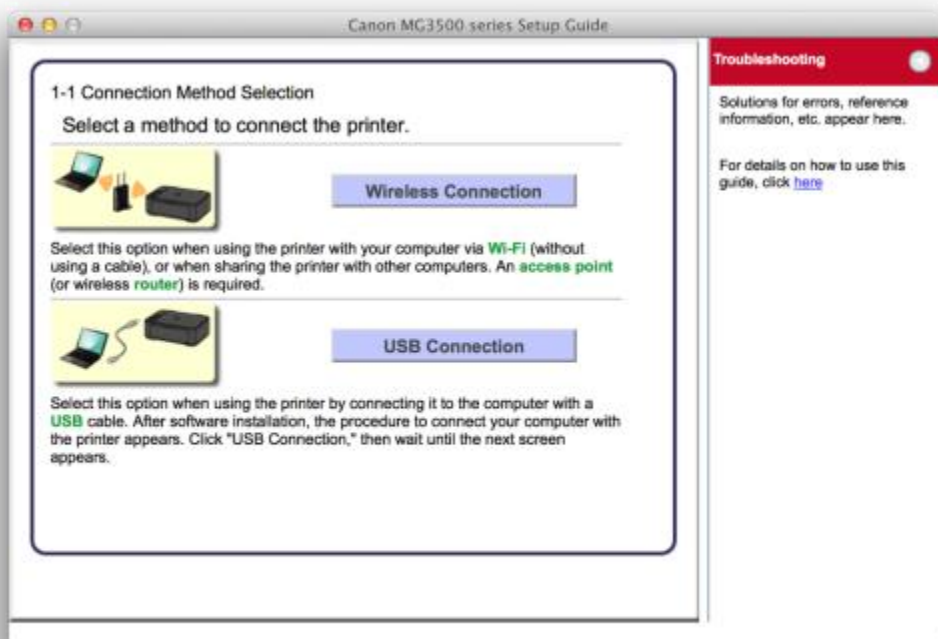 Canon MG3500 series Setup Guide
1-1 Connection Method Selection
Select a method to connect the printer.
Wireless Connection
Select this option when using the printer with your computer via Wi-Fi (without
using a cable), or when sharing the printer with other computers. An access point
(or wireless router) is required.
USB Connection
Select this option when using the printer by connecting it to the computer with a
USB cable. After software installation, the procedure to connect your computer with
the printer appears. Click "USB Connection," then wait until the next screen
appears.
Troubleshooting
Solutions for errors, reference
information, etc. appear here.
For details on how to use this
guide, click here